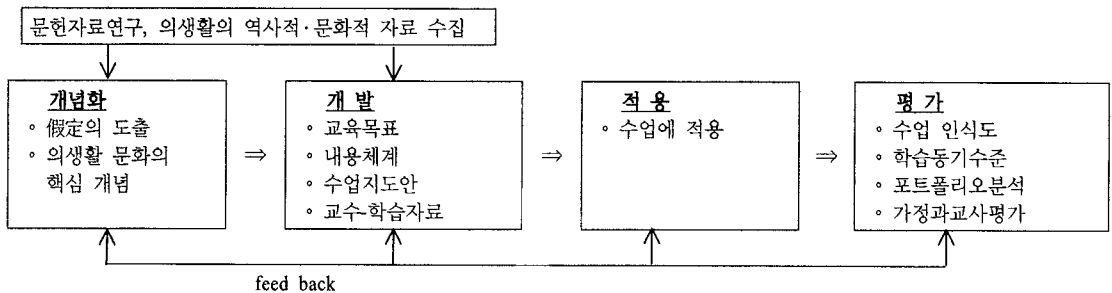 문헌자료연구, 의생활의 역사적·문화적 자료 수집
개념화
◦ 假定의 도출
◦ 의생활 문화의
핵심 개념
⇒
개 발
◦ 교육목표
◦ 내용체계
◦ 수업지도안
◦ 교수-학습자료
⇒
적 용
◦ 수업에 적용
⇒
평 가
◦ 수업 인식도
◦ 학습동기수준
◦ 포트폴리오분석
◦ 가정과교사평가
feed back